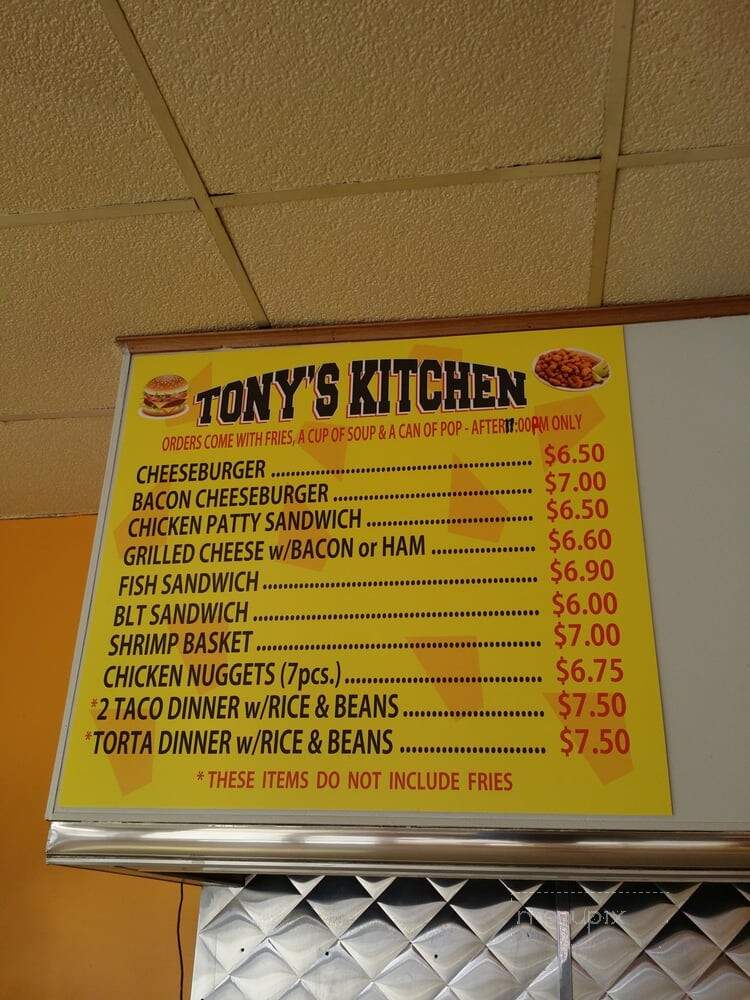 TONY'S KITCHEN
ORDERS COME WITH FRIES, A CUP OF SOUP & A CAN OF POP - AFTER 11:00PM ONLY
CHEESEBURGER ........ $6.50
BACON CHEESEBURGER ........ $7.00
CHICKEN PATTY SANDWICH ........ $6.50
GRILLED CHEESE w/BACON or HAM ........ $6.60
FISH SANDWICH ........ $6.90
BLT SANDWICH ........ $6.00
SHRIMP BASKET ........ $7.00
CHICKEN NUGGETS (7pcs.) ........ $6.75
*2 TACO DINNER w/RICE & BEANS ........ $7.50
*TORTA DINNER w/RICE & BEANS ........ $7.50
* THESE ITEMS DO NOT INCLUDE FRIES
menupix